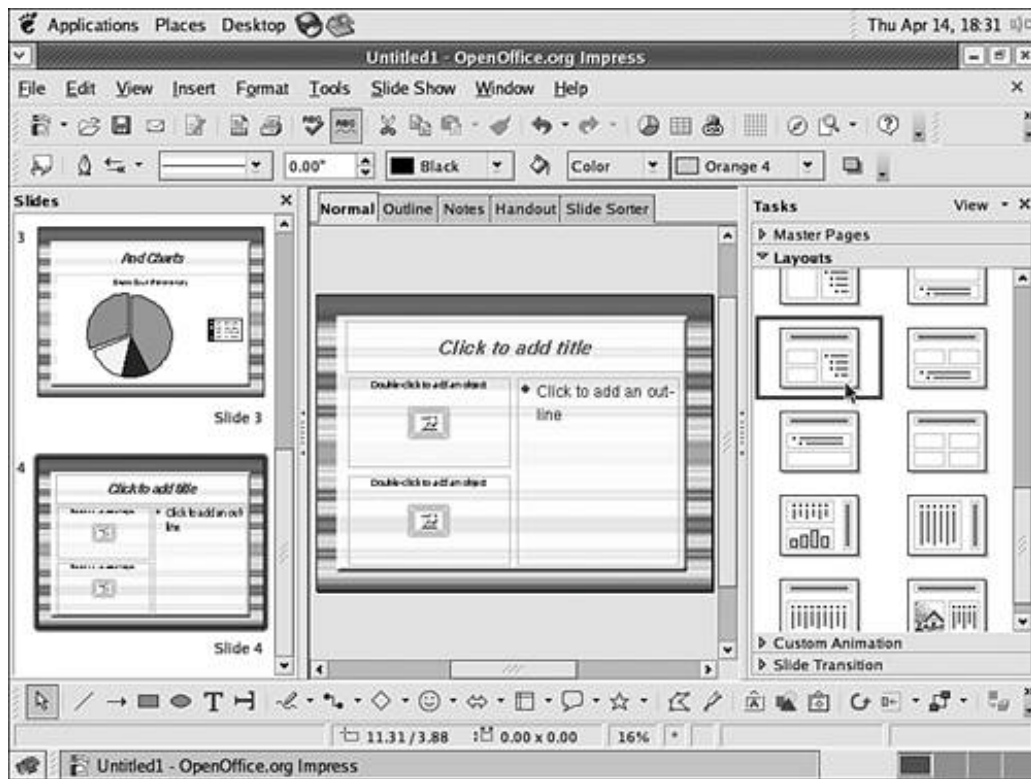 Applications Places Desktop Thu Apr 14, 18:31
Untitled1 - OpenOffice.org Impress
File Edit View Insert Format Tools Slide Show Window Help
0.00" Black Color Orange 4
Slides
Normal Outline Notes Handout Slide Sorter
Tasks View
Master Pages
Layouts
3
And Charts
Slide 3
4
Click to add title
Click to add an outline
Slide 4
Click to add title
Double-click to add an object
Click to add an out-
line
Double-click to add an object
Custom Animation
Slide Transition
11.31 / 3.88 0.00 x 0.00 16% *
Untitled1 - OpenOffice.org Impress